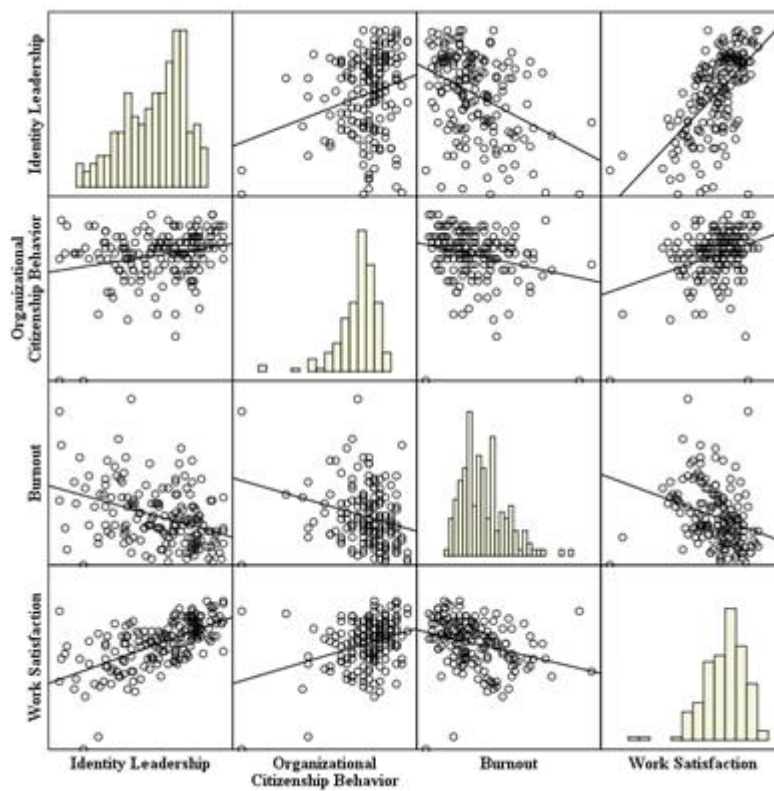 Identity Leadership
Organizational
Citizenship Behavior
Burnout
Work Satisfaction
Identity Leadership
Organizational
Citizenship Behavior
Burnout
Work Satisfaction